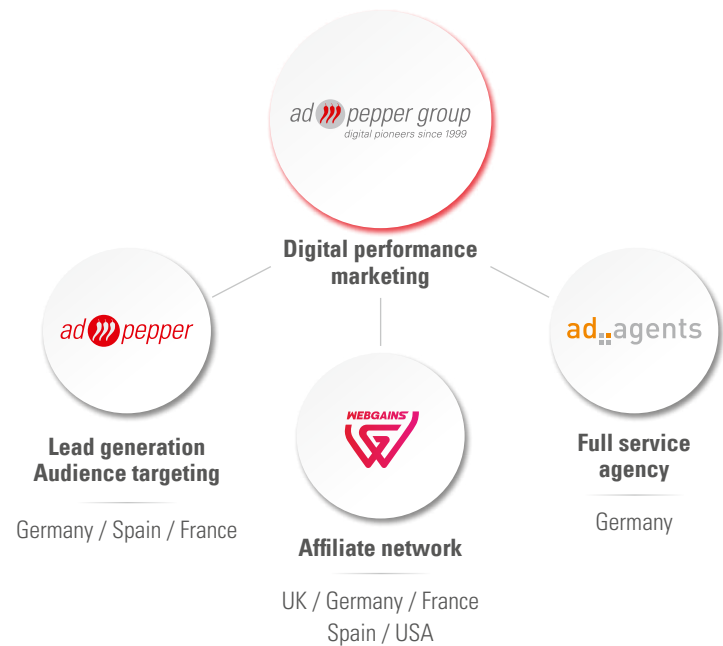 ad pepper group
digital pioneers since 1999
Digital performance
marketing
ad pepper
Lead generation
Audience targeting
Germany / Spain / France
WEBGAINS
Affiliate network
UK / Germany / France
Spain / USA
ad agents
Full service
agency
Germany